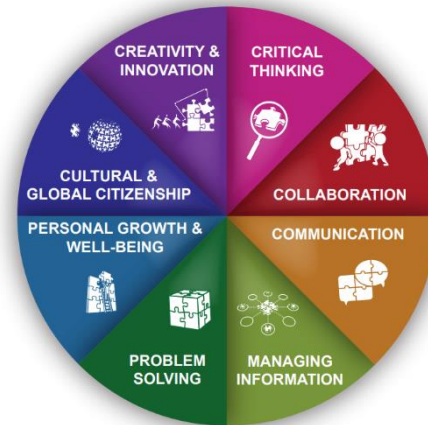 CREATIVITY &
INNOVATION
CRITICAL
THINKING
COLLABORATION
COMMUNICATION
MANAGING
INFORMATION
PROBLEM
SOLVING
PERSONAL GROWTH &
WELL-BEING
CULTURAL &
GLOBAL CITIZENSHIP